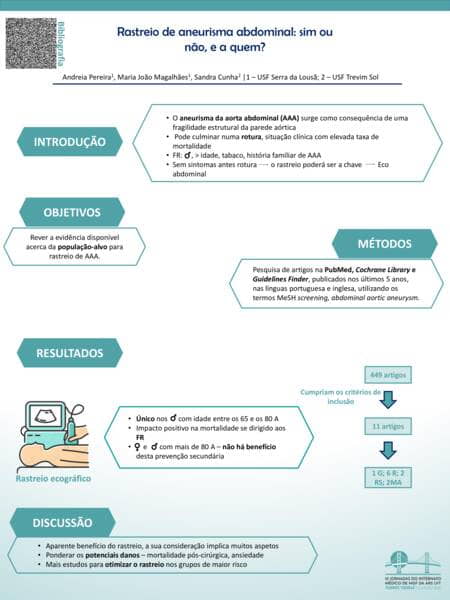 Bibliografia
Rastreio de aneurisma abdominal: sim ou
não, e a quem?
Andreia Pereira¹, Maria João Magalhães¹, Sandra Cunha² |1 – USF Serra da Lousã; 2 – USF Trevim Sol
INTRODUÇÃO
• O aneurisma da aorta abdominal (AAA) surge como consequência de uma
fragilidade estrutural da parede aórtica
• Pode culminar numa rotura, situação clínica com elevada taxa de
mortalidade
• FR: ♂, > idade, tabaco, história familiar de AAA
• Sem sintomas antes rotura → o rastreio poderá ser a chave → Eco
abdominal
OBJETIVOS
Rever a evidência disponível
acerca da população-alvo para
rastreio de AAA.
MÉTODOS
Pesquisa de artigos na PubMed, Cochrane Library e
Guidelines Finder, publicados nos últimos 5 anos,
nas línguas portuguesa e inglesa, utilizando os
termos MeSH screening, abdominal aortic aneurysm.
RESULTADOS
449 artigos
Cumpriam os critérios de
inclusão
11 artigos
1 G; 6 R; 2
RS; 2MA
• Único nos ♂ com idade entre os 65 e os 80 A
• Impacto positivo na mortalidade se dirigido aos
FR
• ♀ e ♂ com mais de 80 A – não há benefício
desta prevenção secundária
Rastreio ecográfico
DISCUSSÃO
• Aparente benefício do rastreio, a sua consideração implica muitos aspetos
• Ponderar os potenciais danos – mortalidade pós-cirúrgica, ansiedade
• Mais estudos para otimizar o rastreio nos grupos de maior risco
JORNADAS DO INTERNATO
MÉDICO DE MGF DA ARS LVT